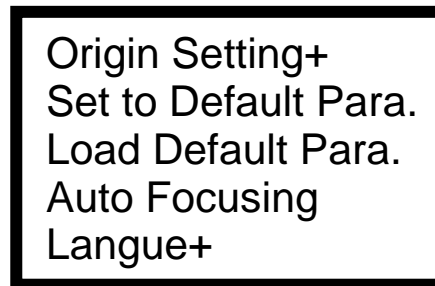 Origin Setting+
Set to Default Para.
Load Default Para.
Auto Focusing
Langue+